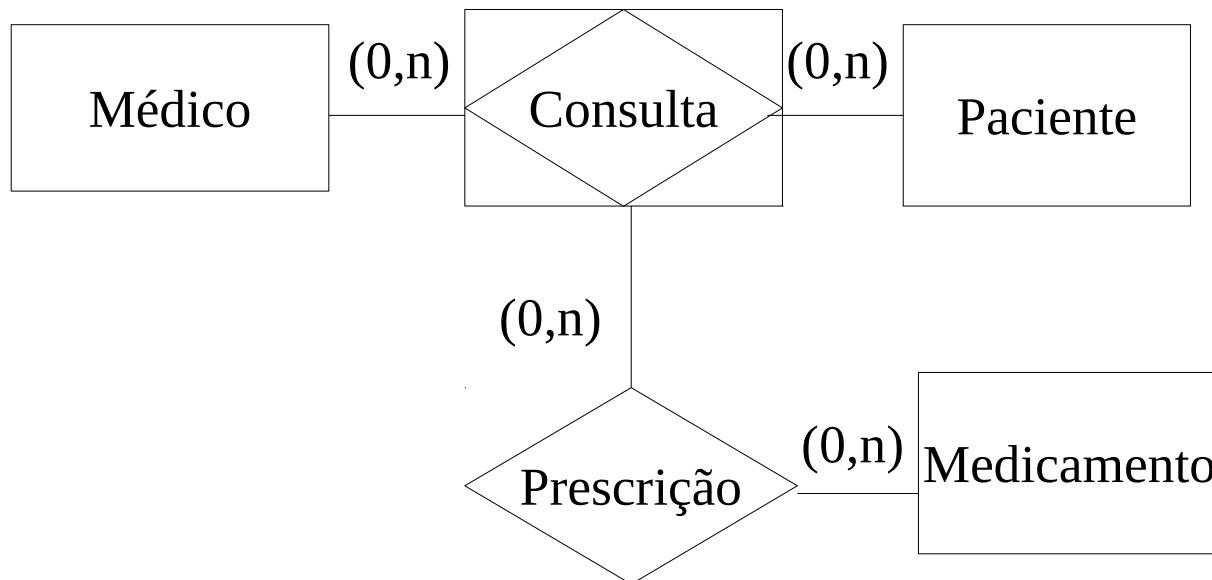 (0,n)
(0,n)
Médico
Consulta
Paciente
(0,n)
(0,n)
Medicamento
Prescrição